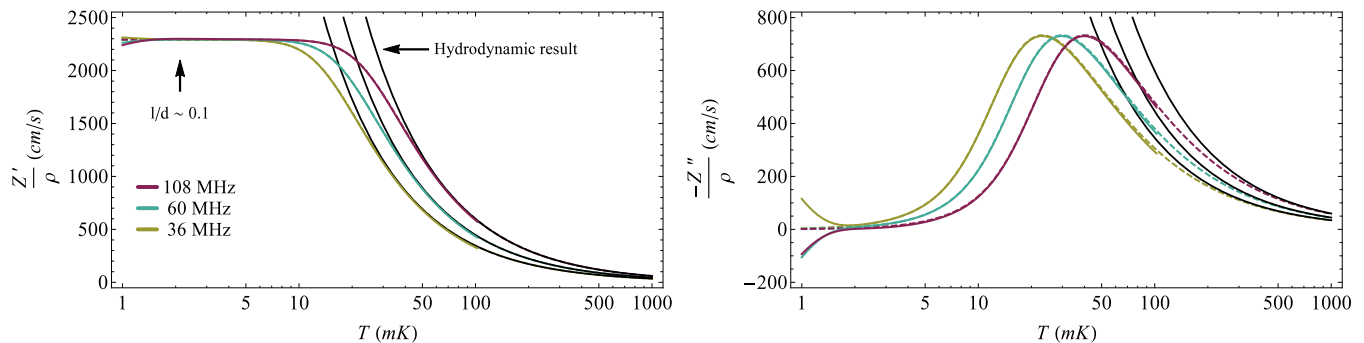 2500
2000
1500
1000
500
0
Z′/ρ (cm/s)
Hydrodynamic result
l/d ~ 0.1
108 MHz
60 MHz
36 MHz
1 5 10 50 100 500 1000
T (mK)
800
600
400
200
0
−200
−Z″/ρ (cm/s)
1 5 10 50 100 500 1000
T (mK)